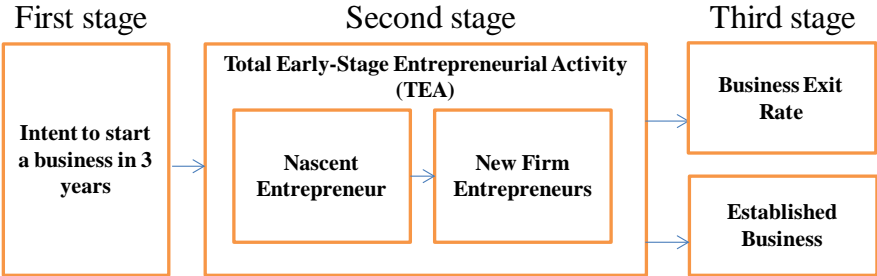 First stage
Second stage
Third stage
Intent to start
a business in 3
years
Total Early-Stage Entrepreneurial Activity
(TEA)
Nascent
Entrepreneur
New Firm
Entrepreneurs
Business Exit
Rate
Established
Business